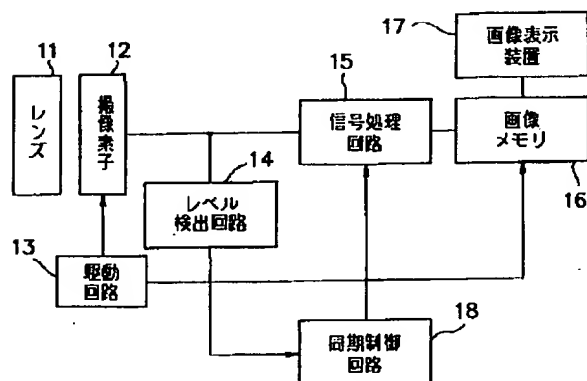 11
レンズ
12
撮像素子
13
駆動
回路
14
レベル
検出回路
15
信号処理
回路
16
画像
メモリ
17
画像表示
装置
18
同期制御
回路